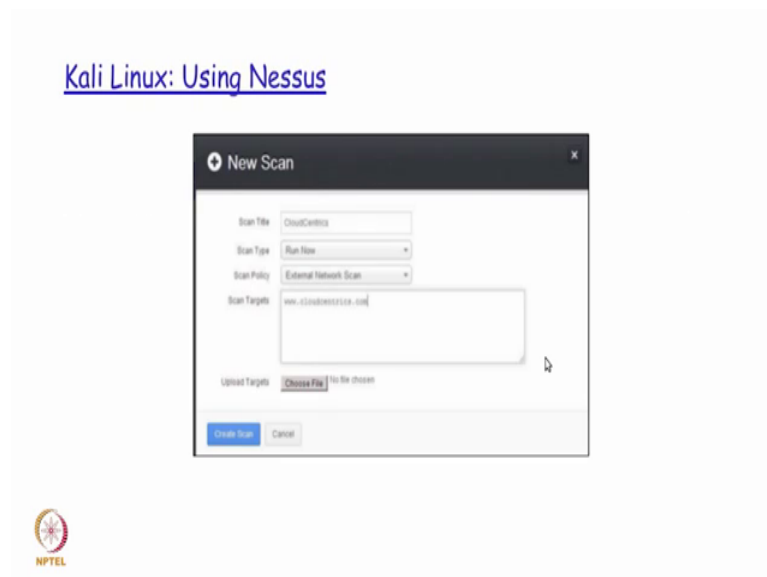 Kali Linux: Using Nessus
New Scan
x
Scan Title CloudCentrics
Scan Type Run Now
Scan Policy External Network Scan
Scan Targets www.cloudcentrics.com
Upload Targets Choose File No file chosen
Create Scan Cancel
NPTEL